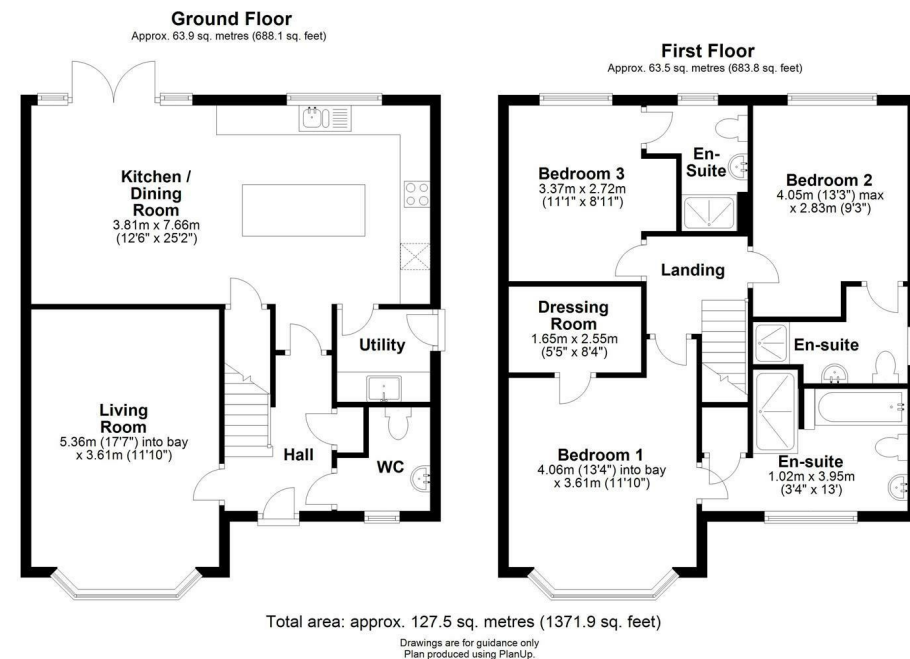 Ground Floor
Approx. 63.9 sq. metres (688.1 sq. feet)
Kitchen /
Dining
Room
3.81m x 7.66m
(12'6" x 25'2")
Utility
Living
Room
5.36m (17'7") into bay
x 3.61m (11'10")
Hall
WC
First Floor
Approx. 63.5 sq. metres (683.8 sq. feet)
Bedroom 3
3.37m x 2.72m
(11'1" x 8'11")
En-
Suite
Bedroom 2
4.05m (13'3") max
x 2.83m (9'3")
Landing
Dressing
Room
1.65m x 2.55m
(5'5" x 8'4")
En-suite
Bedroom 1
4.06m (13'4") into bay
x 3.61m (11'10")
En-suite
1.02m x 3.95m
(3'4" x 13')
Total area: approx. 127.5 sq. metres (1371.9 sq. feet)
Drawings are for guidance only
Plan produced using PlanUp.